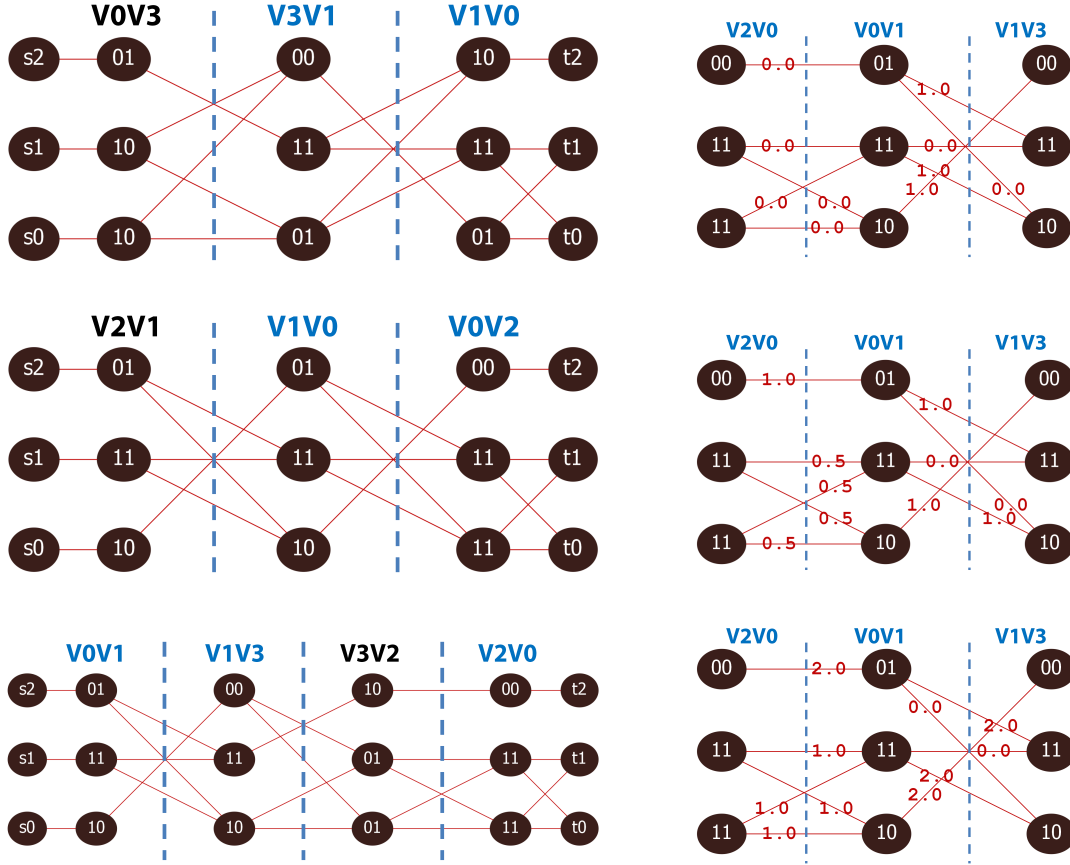 V0V3 V3V1 V1V0
s2 01 00 10 t2
s1 10 11 11 t1
s0 10 01 01 t0
V2V1 V1V0 V0V2
s2 01 01 00 t2
s1 11 11 11 t1
s0 10 10 11 t0
V0V1 V1V3 V3V2 V2V0
s2 01 00 10 00 t2
s1 11 11 01 11 t1
s0 10 10 01 11 t0
V2V0 V0V1 V1V3
00 0.0 01 00
1.0
11 0.0 11 0.0 11
1.0
0.0 0.0 1.0 0.0
11 0.0 10 10
V2V0 V0V1 V1V3
00 1.0 01 00
1.0
11 0.5 11 0.0 11
0.5
1.0 0.0
0.5 1.0
11 0.5 10 10
V2V0 V0V1 V1V3
00 2.0 01 00
0.0
2.0
11 1.0 11 0.0 11
2.0
2.0
1.0 1.0
11 1.0 10 10